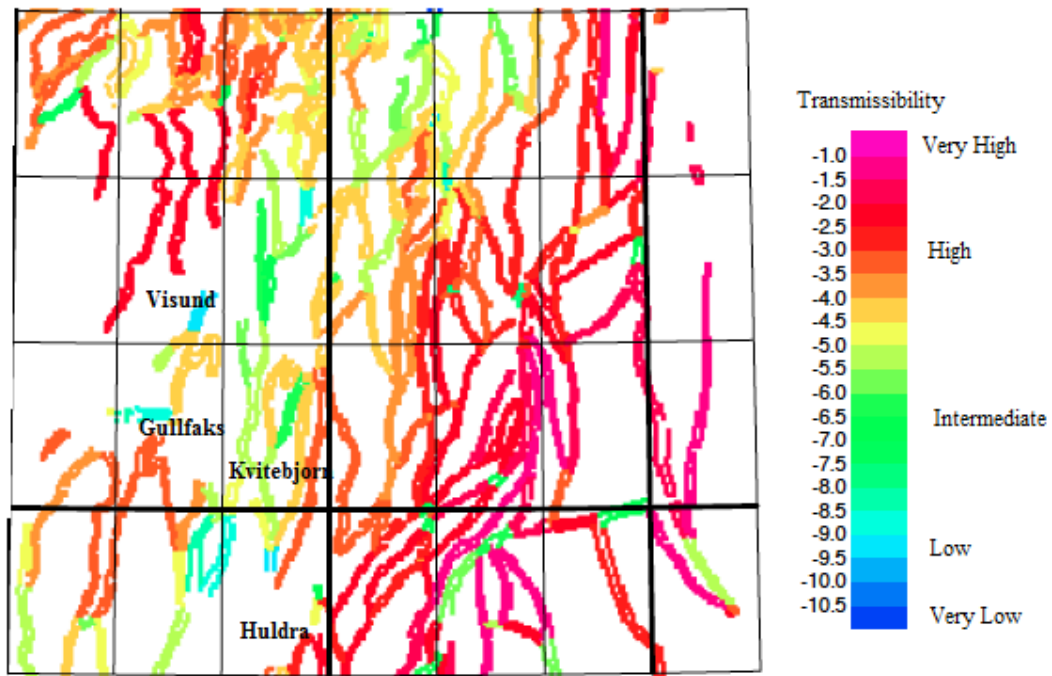 Transmissibility
Very High
-1.0
-1.5
-2.0
-2.5
High
-3.0
-3.5
-4.0
-4.5
-5.0
-5.5
-6.0
Intermediate
-6.5
-7.0
-7.5
-8.0
-8.5
-9.0
Low
-9.5
-10.0
-10.5
Very Low
Visund
Gullfaks
Kvitebjorn
Huldra